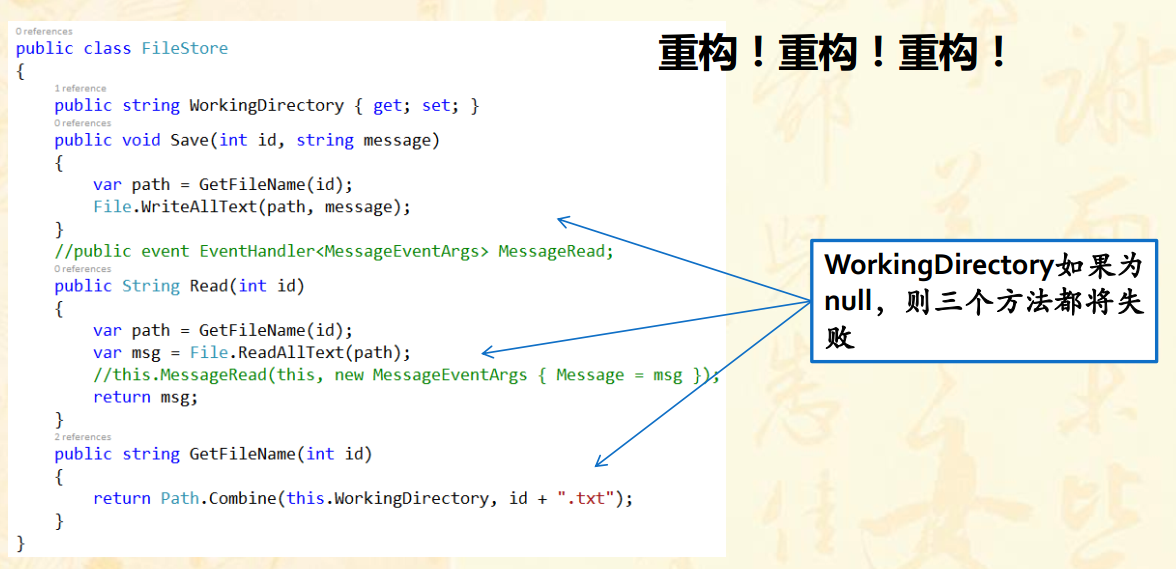 重构！重构！重构！
0 references
public class FileStore
{
1 reference
public string WorkingDirectory { get; set; }
0 references
public void Save(int id, string message)
{
var path = GetFileName(id);
File.WriteAllText(path, message);
}
//public event EventHandler<MessageEventArgs> MessageRead;
0 references
public String Read(int id)
{
var path = GetFileName(id);
var msg = File.ReadAllText(path);
//this.MessageRead(this, new MessageEventArgs { Message = msg });
return msg;
}
2 references
public string GetFileName(int id)
{
return Path.Combine(this.WorkingDirectory, id + ".txt");
}
}
WorkingDirectory如果为
null，则三个方法都将失
败